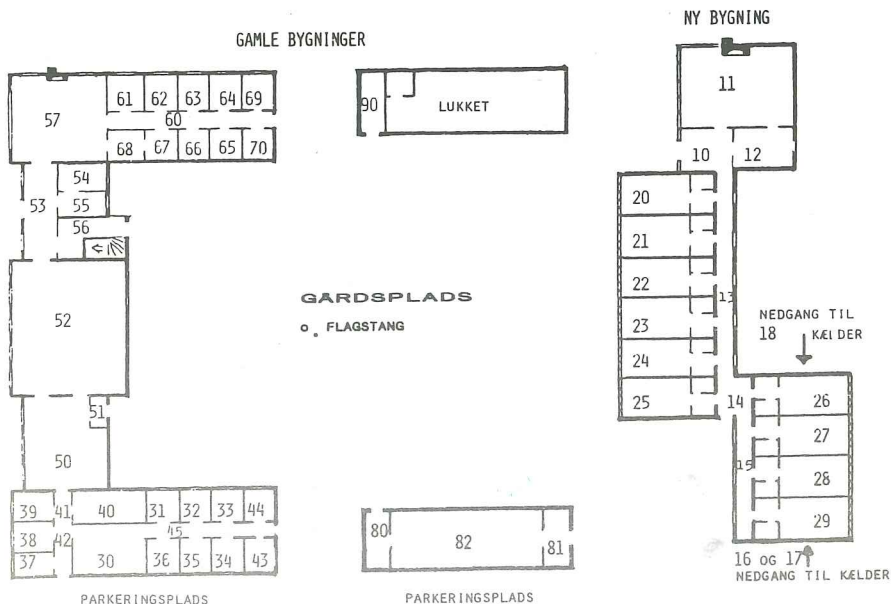 GAMLE BYGNINGER
NY BYGNING
57
61 62 63 64 69
60
68 67 66 65 70
54
53
55
56
52
51
50
39 41 40 31 32 33 44
45
38 42
37 30 36 35 34 43
90
LUKKET
GÅRDSPLADS
o. FLAGSTANG
80
82
81
11
10 12
20
21
22
13
23
24
25
14
NEDGANG TIL
18 KÆLDER
26
27
15
28
29
16 OG 17
NEDGANG TIL KÆLDER
PARKERINGSPLADS
PARKERINGSPLADS